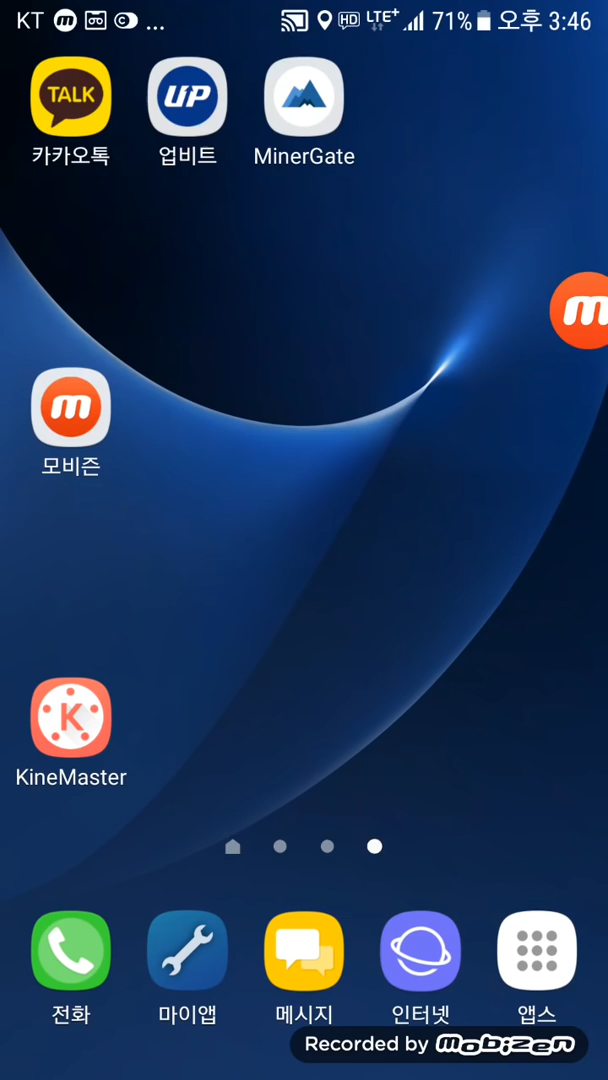 KT ... HD LTE+ 71% 오후 3:46
TALK UP
카카오톡 업비트 MinerGate
m
m
모비즌
K
KineMaster
전화 마이앱 메시지 인터넷 앱스
Recorded by mobizen